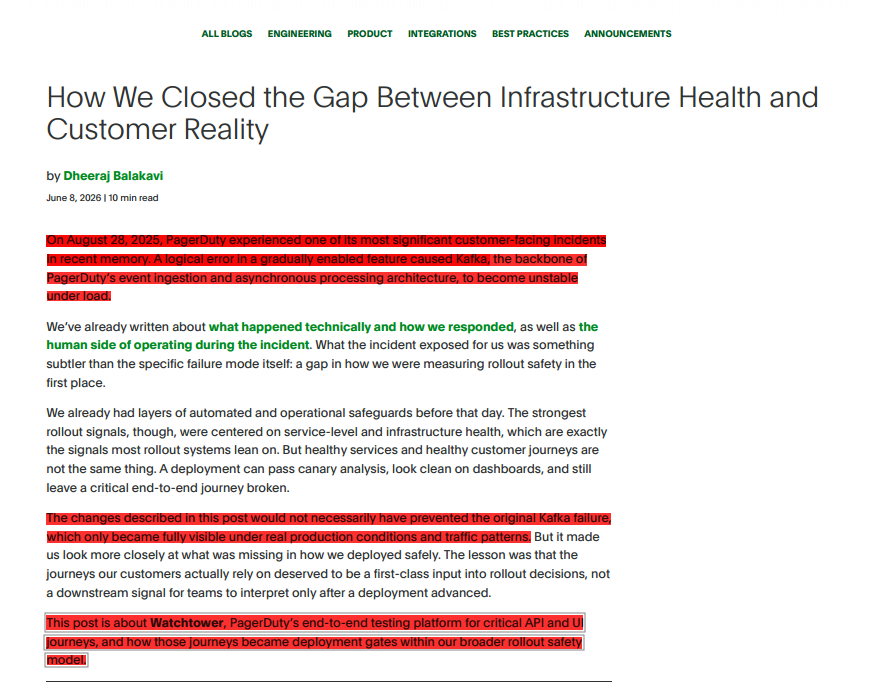 ALL BLOGS ENGINEERING PRODUCT INTEGRATIONS BEST PRACTICES ANNOUNCEMENTS
How We Closed the Gap Between Infrastructure Health and
Customer Reality
by Dheeraj Balakavi
June 8, 2026 | 10 min read
On August 28, 2025, PagerDuty experienced one of its most significant customer-facing incidents
in recent memory. A logical error in a gradually enabled feature caused Kafka, the backbone of
PagerDuty's event ingestion and asynchronous processing architecture, to become unstable
under load.
We've already written about what happened technically and how we responded, as well as the
human side of operating during the incident. What the incident exposed for us was something
subtler than the specific failure mode itself: a gap in how we were measuring rollout safety in the
first place.
We already had layers of automated and operational safeguards before that day. The strongest
rollout signals, though, were centered on service-level and infrastructure health, which are exactly
the signals most rollout systems lean on. But healthy services and healthy customer journeys are
not the same thing. A deployment can pass canary analysis, look clean on dashboards, and still
leave a critical end-to-end journey broken.
The changes described in this post would not necessarily have prevented the original Kafka failure,
which only became fully visible under real production conditions and traffic patterns. But it made
us look more closely at what was missing in how we deployed safely. The lesson was that the
journeys our customers actually rely on deserved to be a first-class input into rollout decisions, not
a downstream signal for teams to interpret only after a deployment advanced.
This post is about Watchtower, PagerDuty's end-to-end testing platform for critical API and UI
journeys, and how those journeys became deployment gates within our broader rollout safety
model.